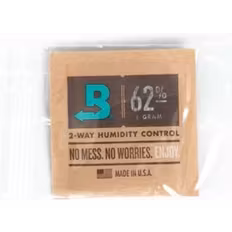 B 62%
1 GRAM
2-WAY HUMIDITY CONTROL
NO MESS. NO WORRIES. ENJOY.
MADE IN U.S.A.